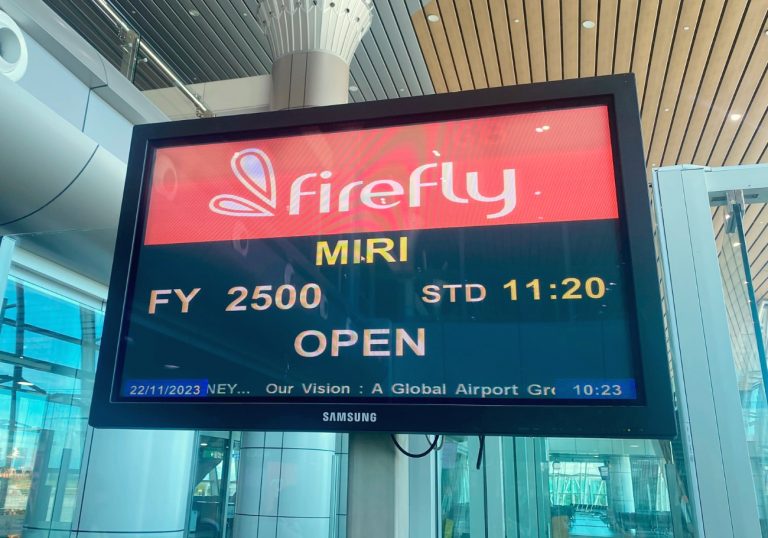 firefly
MIRI
FY 2500 STD 11:20
OPEN
22/11/2023 NEY... Our Vision : A Global Airport Gro 10:23
SAMSUNG